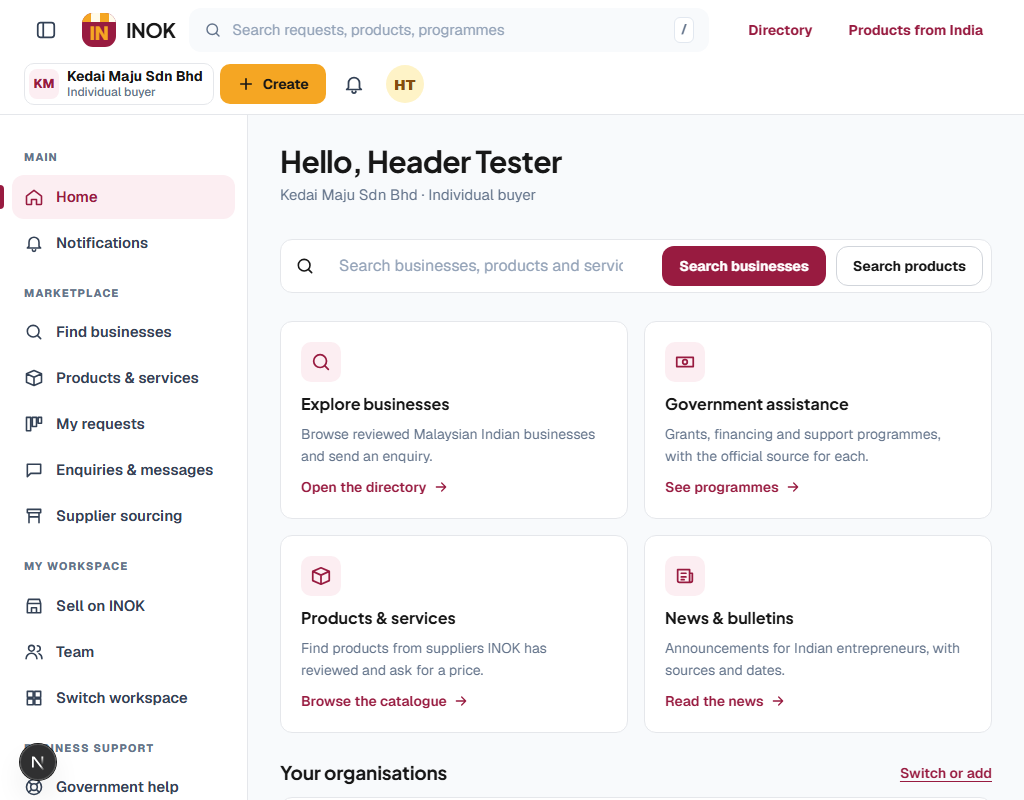 IN INOK
Search requests, products, programmes
/
Directory
Products from India
KM
Kedai Maju Sdn Bhd
Individual buyer
Create
HT
MAIN
Home
Notifications
MARKETPLACE
Find businesses
Products & services
My requests
Enquiries & messages
Supplier sourcing
MY WORKSPACE
Sell on INOK
Team
Switch workspace
INESS SUPPORT
N
Government help
Hello, Header Tester
Kedai Maju Sdn Bhd · Individual buyer
Search businesses, products and servic
Search businesses
Search products
Explore businesses
Browse reviewed Malaysian Indian businesses
and send an enquiry.
Open the directory →
Government assistance
Grants, financing and support programmes,
with the official source for each.
See programmes →
Products & services
Find products from suppliers INOK has
reviewed and ask for a price.
Browse the catalogue →
News & bulletins
Announcements for Indian entrepreneurs, with
sources and dates.
Read the news →
Your organisations
Switch or add